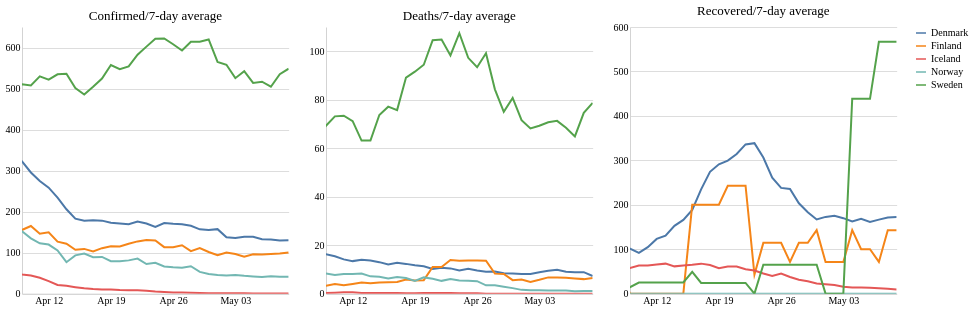 Confirmed/7-day average
600
500
400
300
200
100
0
Apr 12 Apr 19 Apr 26 May 03
Deaths/7-day average
100
80
60
40
20
0
Apr 12 Apr 19 Apr 26 May 03
Recovered/7-day average
600
500
400
300
200
100
0
Apr 12 Apr 19 Apr 26 May 03
Denmark
Finland
Iceland
Norway
Sweden